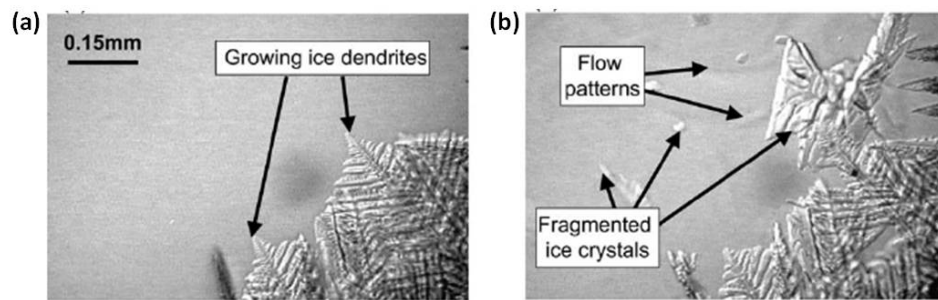 (a)
0.15mm
Growing ice dendrites
(b)
Flow
patterns
Fragmented
ice crystals